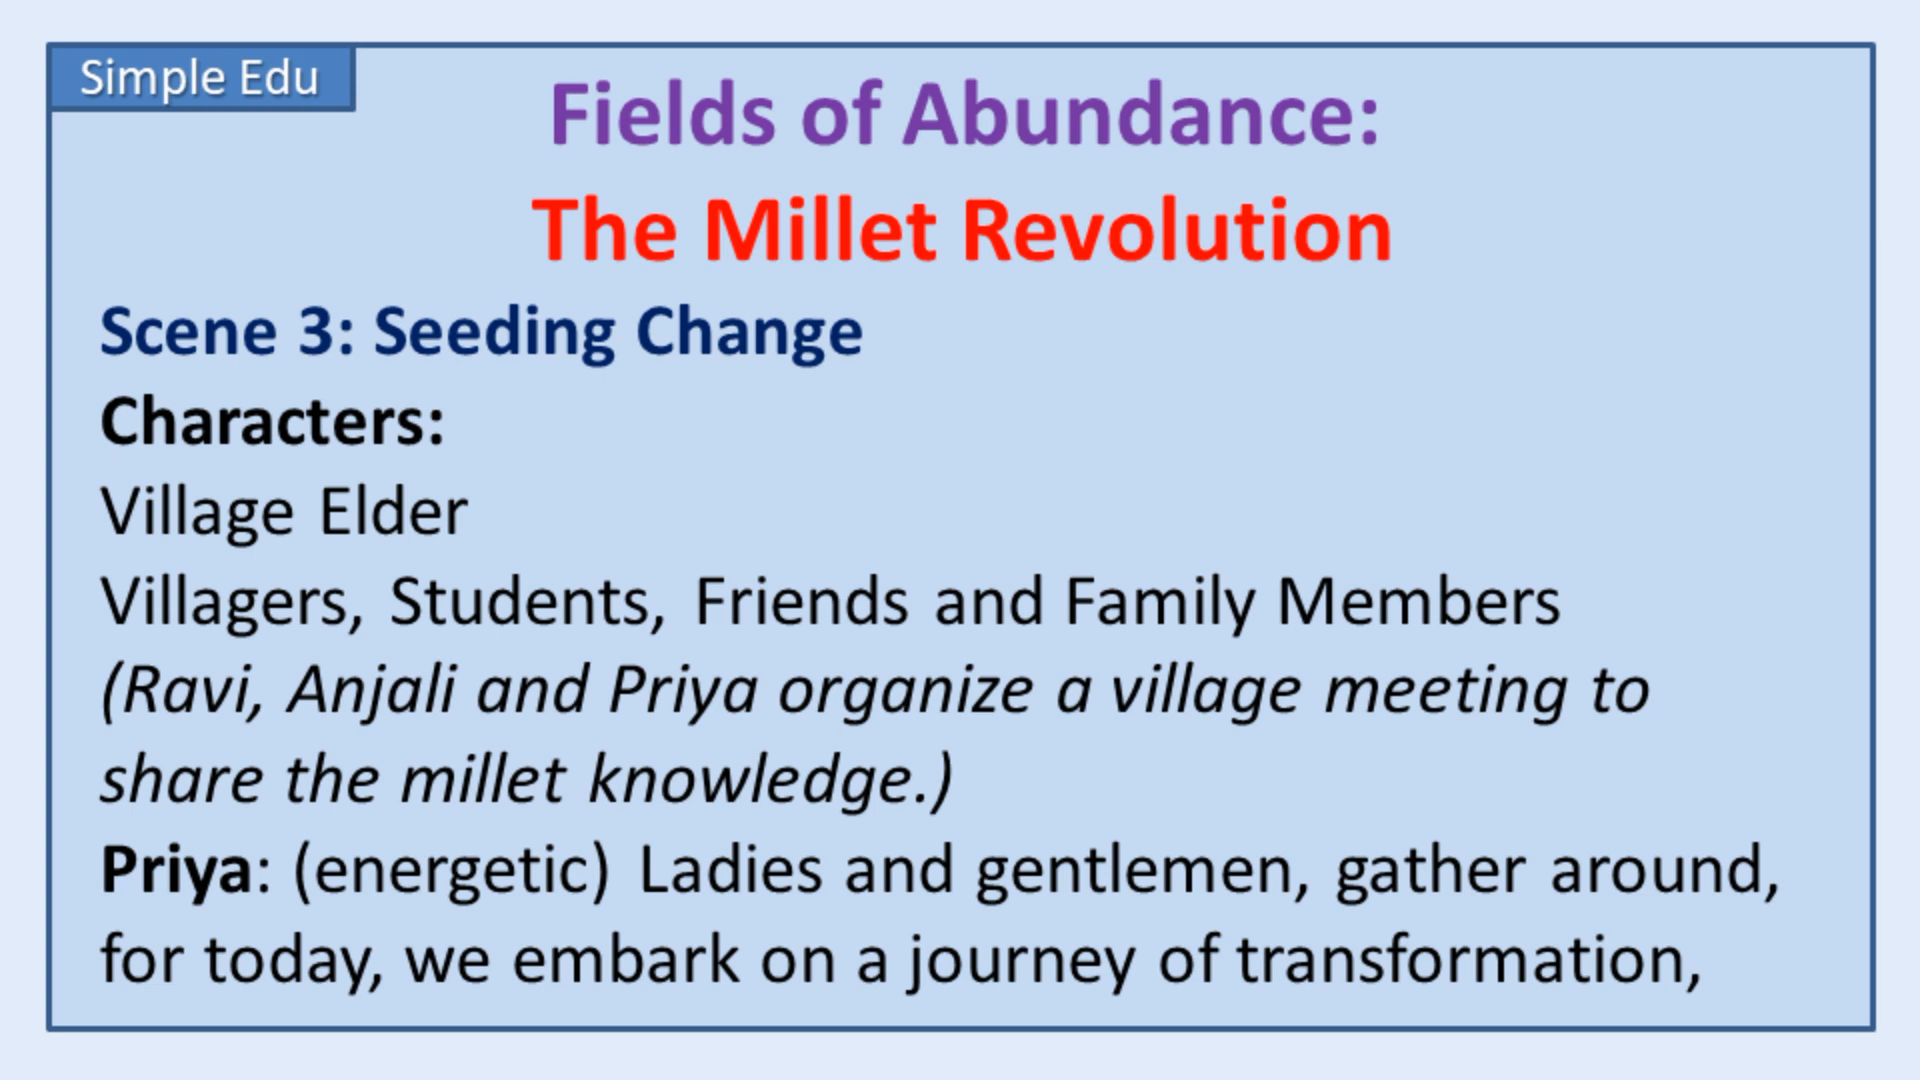 Simple Edu
Fields of Abundance:
The Millet Revolution
Scene 3: Seeding Change
Characters:
Village Elder
Villagers, Students, Friends and Family Members
(Ravi, Anjali and Priya organize a village meeting to
share the millet knowledge.)
Priya: (energetic) Ladies and gentlemen, gather around,
for today, we embark on a journey of transformation,